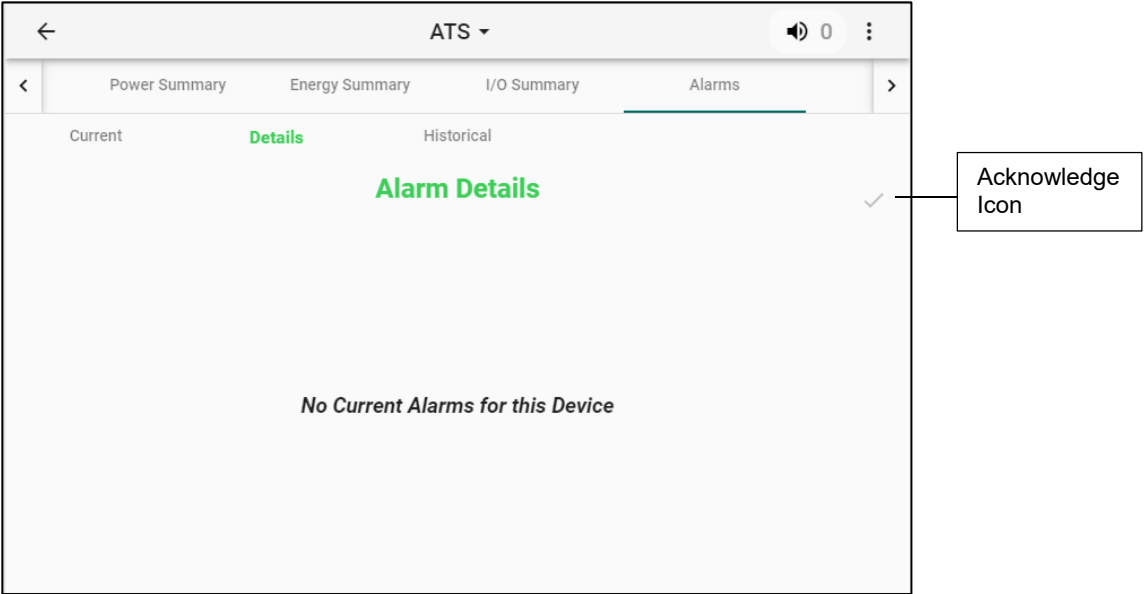 ATS
0
Power Summary
Energy Summary
I/O Summary
Alarms
Current
Details
Historical
Alarm Details
Acknowledge
Icon
No Current Alarms for this Device